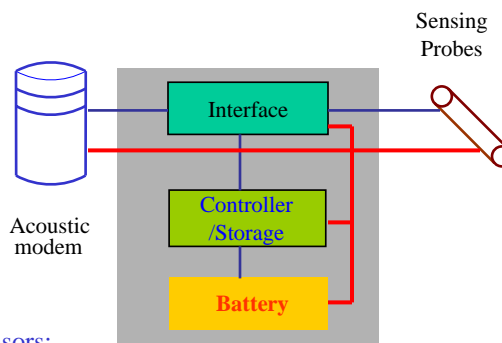 Sensing
Probes
Interface
Controller
/Storage
Acoustic
modem
Battery